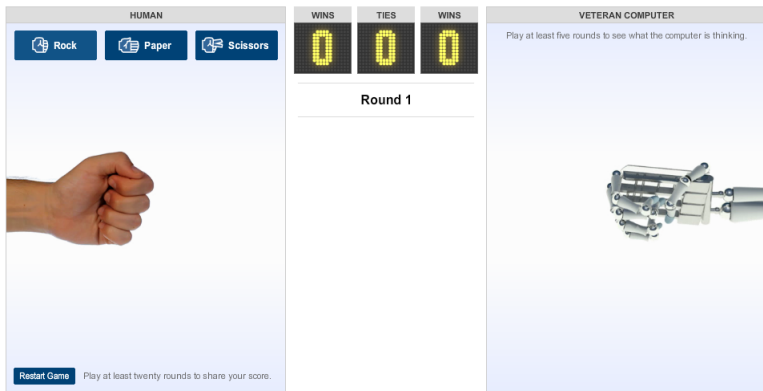 HUMAN
WINS
TIES
WINS
VETERAN COMPUTER
Rock
Paper
Scissors
0
0
0
Play at least five rounds to see what the computer is thinking.
Round 1
Restart Game
Play at least twenty rounds to share your score.